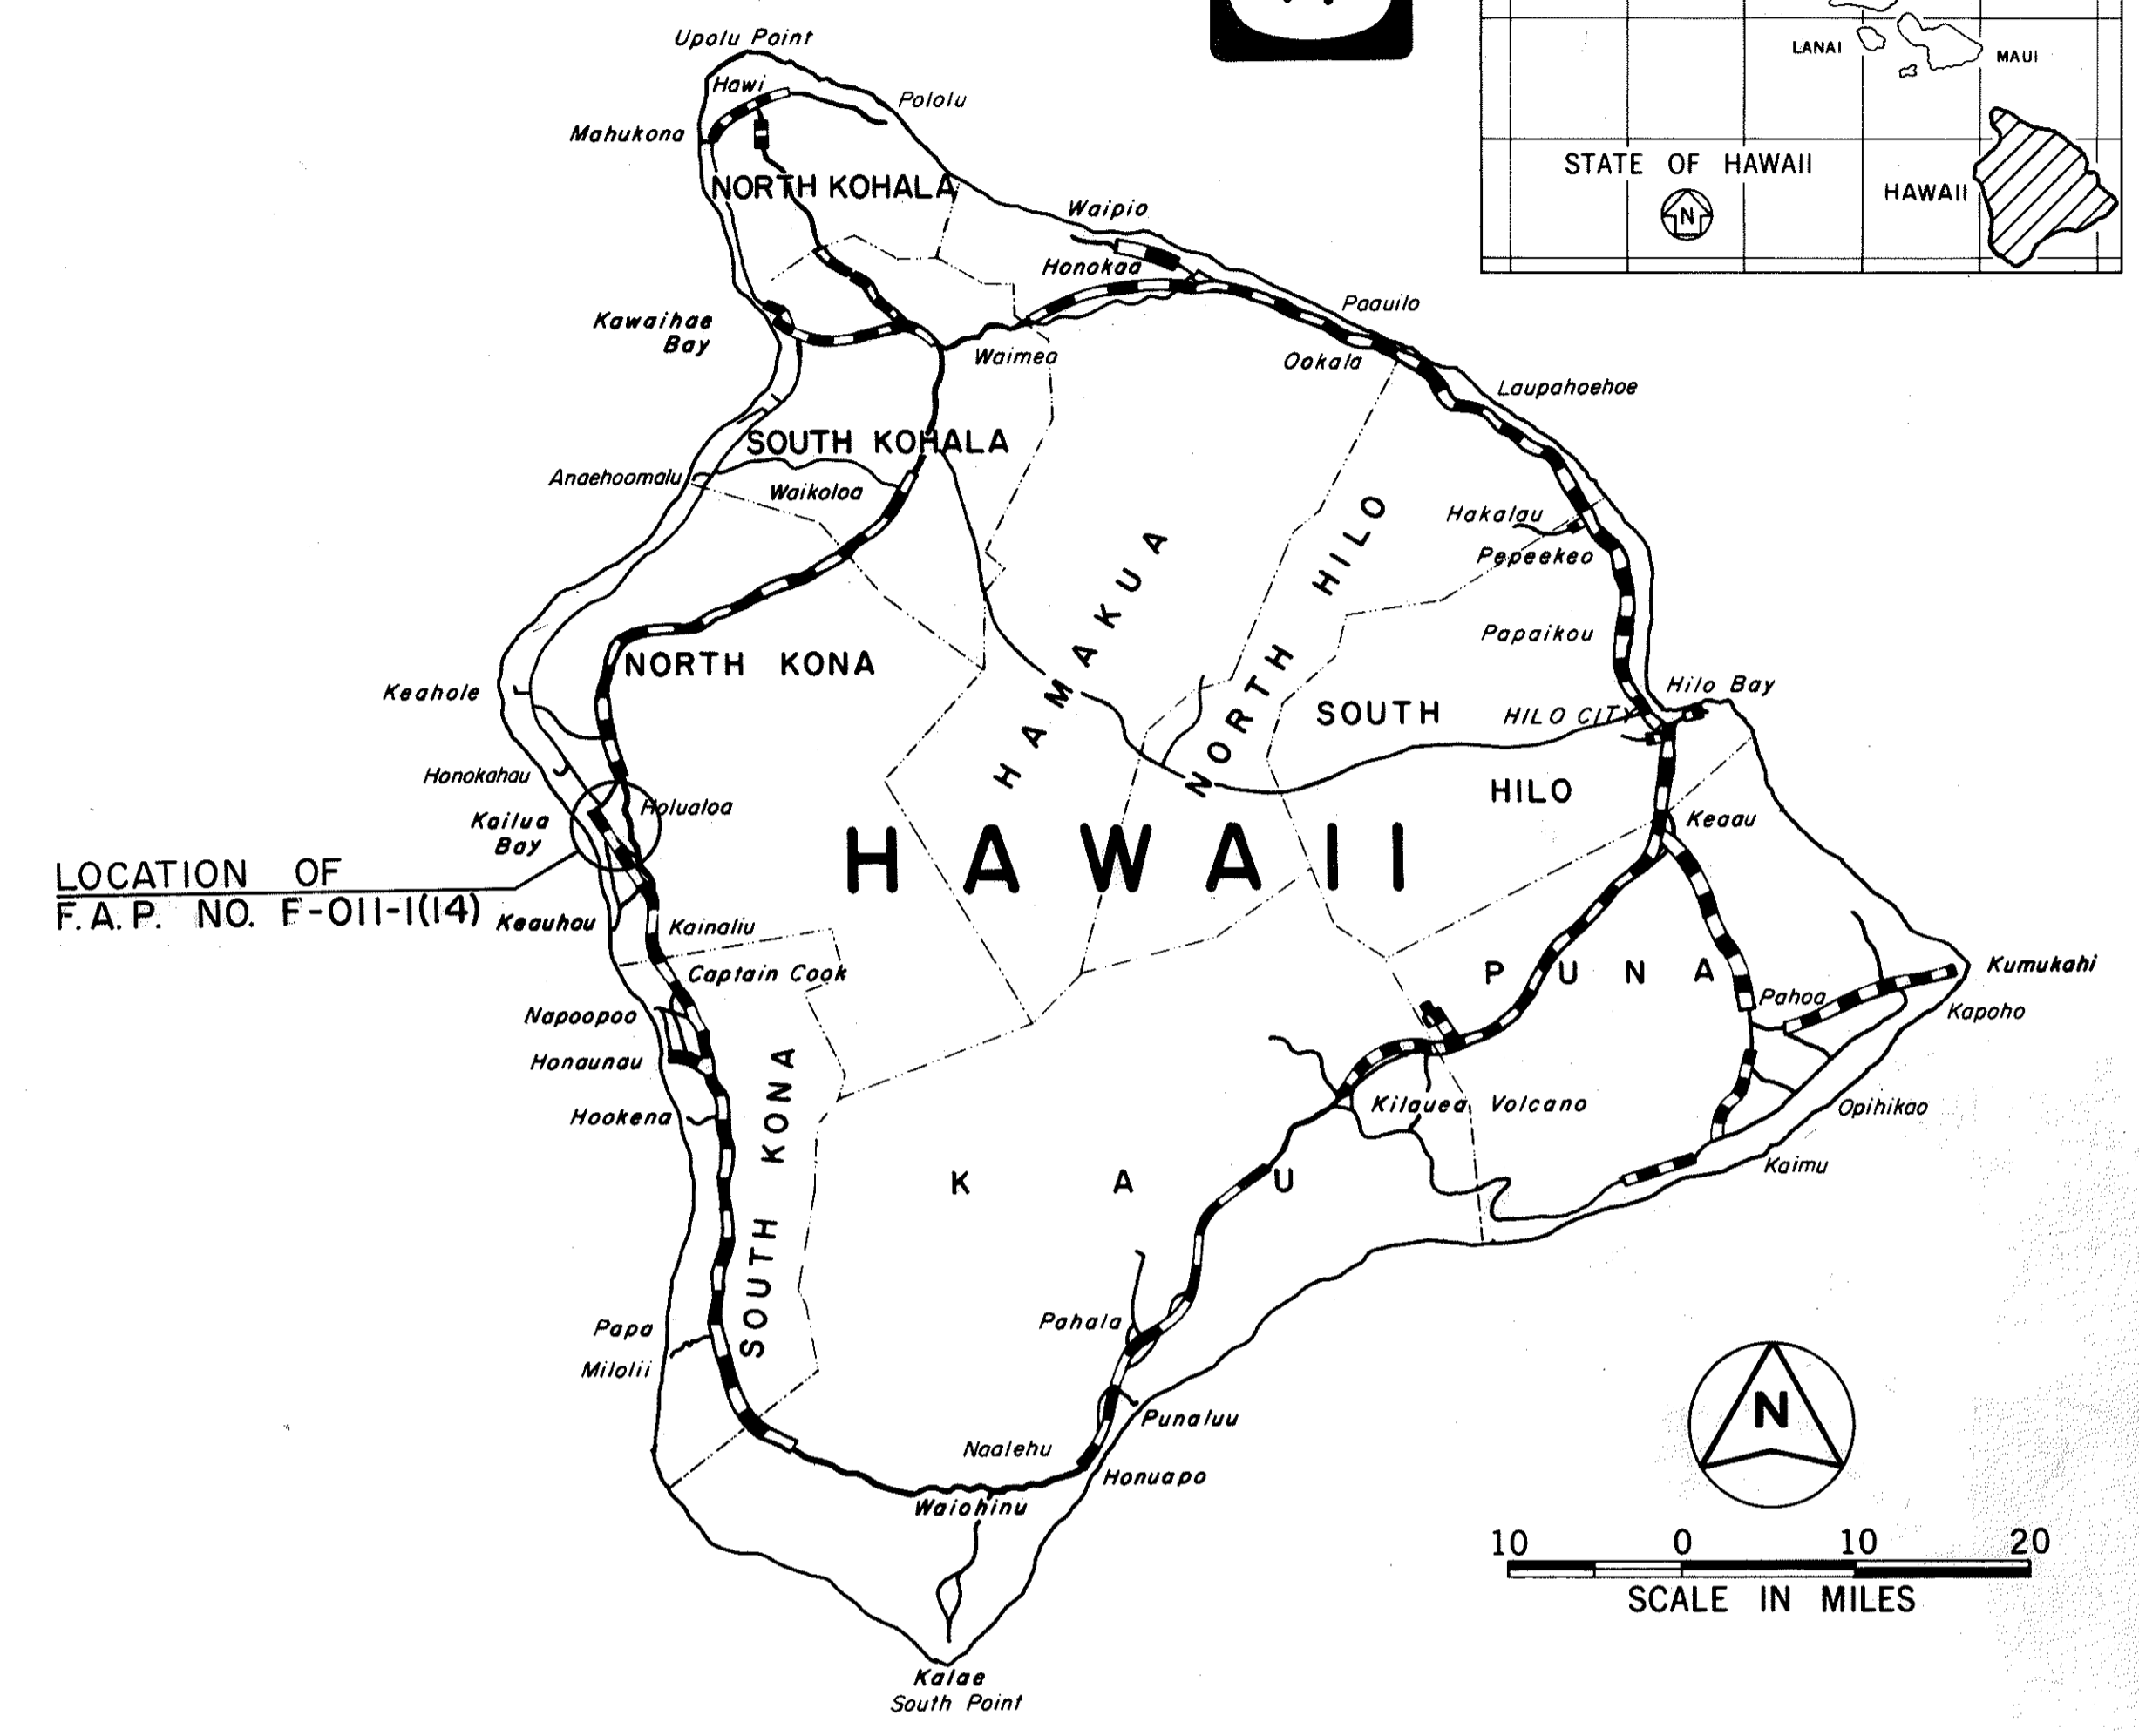 Upolu Point
Hawi
Pololu
Mahukona
NORTH KOHALA
Waipio
Honokaa
Kawaihae
Bay
Waimea
Paauilo
Ookala
Laupahoehoe
SOUTH KOHALA
Anaehoomalu
Waikoloa
Hakalau
Pepeekeo
HAMAKUA
NORTH HILO
Papaikou
NORTH KONA
Keahole
Hilo Bay
HILO CITY
SOUTH
HILO
Honokahau
Holualoa
Kailua
Bay
Keaau
HAWAII
LOCATION OF
F.A.P. NO. F-011-1(14)
Keauhou
Kainaliu
Captain Cook
PUNA
Kumukahi
Pahoa
Kapoho
Napoopoo
Honaunau
Hookena
SOUTH KONA
Kilauea Volcano
Opihikao
Kaimu
KAU
Papa
Milolii
Pahala
Punaluu
Naalehu
Honuapo
Waiohinu
Kalae
South Point
LANAI
MAUI
STATE OF HAWAII
N
HAWAII
N
10 0 10 20
SCALE IN MILES